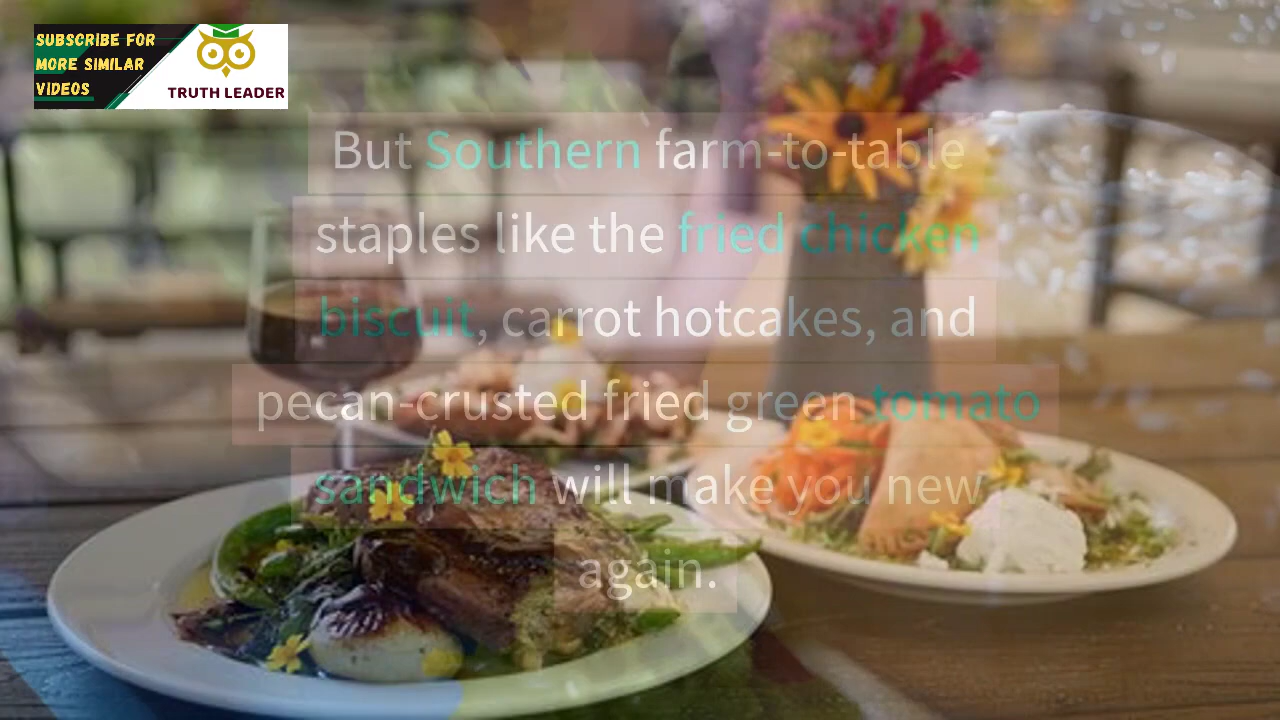 SUBSCRIBE FOR
MORE SIMILAR
VIDEOS
TRUTH LEADER
But Southern farm-to-table
staples like the fried chicken
biscuit, carrot hotcakes, and
pecan-crusted fried green tomato
sandwich will make you new
again.